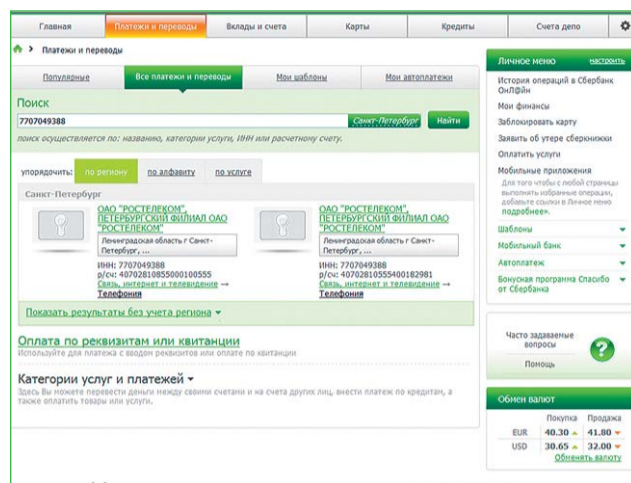 Главная Платежи и переводы Вклады и счета Карты Кредиты Счета депо
Платежи и переводы
Популярные Все платежи и переводы Мои шаблоны Мои автоплатежи
Поиск
7707049388 Санкт-Петербург Найти
поиск осуществляется по: названию, категории услуги, ИНН или расчетному счету.
упорядочить: по региону по алфавиту по услуге
Санкт-Петербург
ОАО "РОСТЕЛЕКОМ",
ПЕТЕРБУРГСКИЙ ФИЛИАЛ ОАО
"РОСТЕЛЕКОМ"
Ленинградская область г Санкт-
Петербург, ...
ИНН: 7707049388
р/сч: 40702810855000100555
Связь, интернет и телевидение →
Телефония
ОАО "РОСТЕЛЕКОМ",
ПЕТЕРБУРГСКИЙ ФИЛИАЛ ОАО
"РОСТЕЛЕКОМ"
Ленинградская область г Санкт-
Петербург, ...
ИНН: 7707049388
р/сч: 40702810555400182981
Связь, интернет и телевидение →
Телефония
Показать результаты без учета региона
Оплата по реквизитам или квитанции
Используйте для платежа с вводом реквизитов или оплате по квитанции
Категории услуг и платежей
Здесь Вы можете перевести деньги между своими счетами и на счета других лиц, внести платеж по кредитам, а
также оплатить товары или услуги.
Личное меню настроить
История операций в Сбербанк
ОнЛ@йн
Мои финансы
Заблокировать карту
Заявить об утере сберкнижки
Оплатить услуги
Мобильные приложения
Для того чтобы с любой страницы
выполнять избранные операции,
добавьте ссылки в Личное меню
подробнее».
Шаблоны
Мобильный банк
Автоплатеж
Бонусная программа Спасибо
от Сбербанка
Часто задаваемые
вопросы
Помощь
?
Обмен валют
Покупка Продажа
EUR 40.30 41.80
USD 30.65 32.00
Обменять валюту